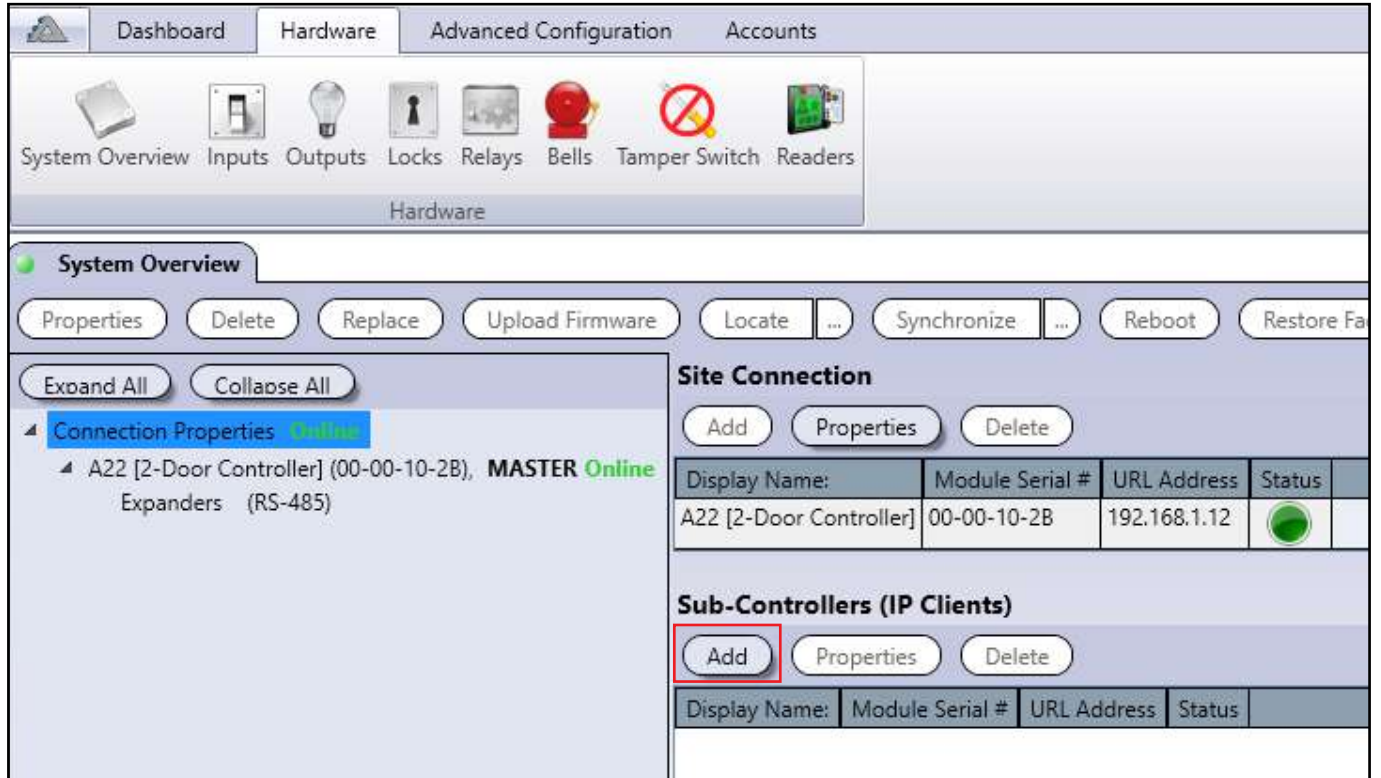 Dashboard Hardware Advanced Configuration Accounts
System Overview Inputs Outputs Locks Relays Bells Tamper Switch Readers
Hardware
System Overview
Properties Delete Replace Upload Firmware Locate ... Synchronize ... Reboot Restore Fa
Expand All Collapse All
Connection Properties Online
A22 [2-Door Controller] (00-00-10-2B), MASTER Online
Expanders (RS-485)
Site Connection
Add Properties Delete
Display Name: Module Serial # URL Address Status
A22 [2-Door Controller] 00-00-10-2B 192.168.1.12
Sub-Controllers (IP Clients)
Add Properties Delete
Display Name: Module Serial # URL Address Status